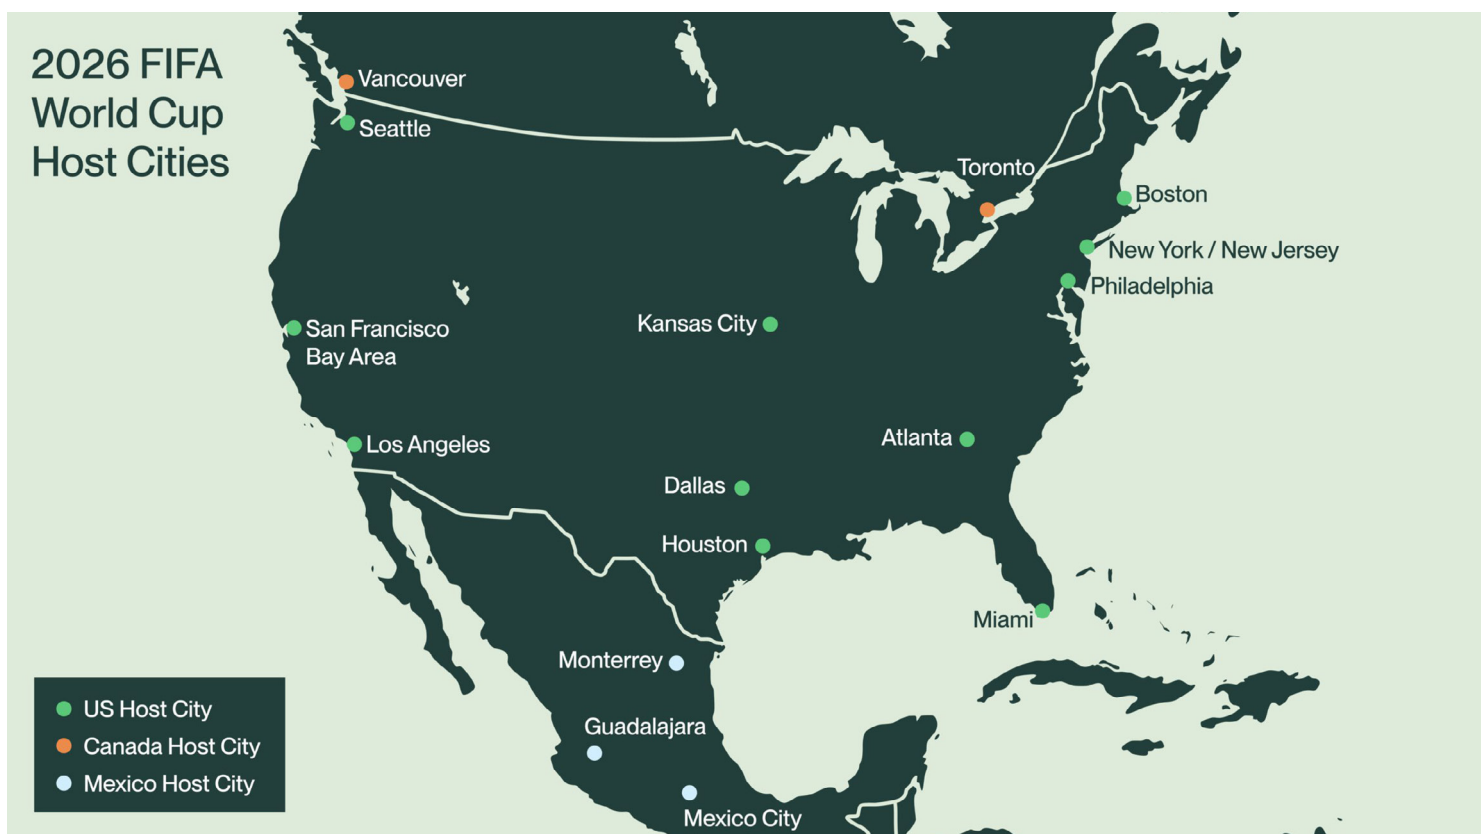 2026 FIFA
World Cup
Host Cities
Vancouver
Seattle
Toronto
Boston
New York / New Jersey
Philadelphia
San Francisco
Bay Area
Kansas City
Los Angeles
Atlanta
Dallas
Houston
Miami
Monterrey
Guadalajara
Mexico City
US Host City
Canada Host City
Mexico Host City